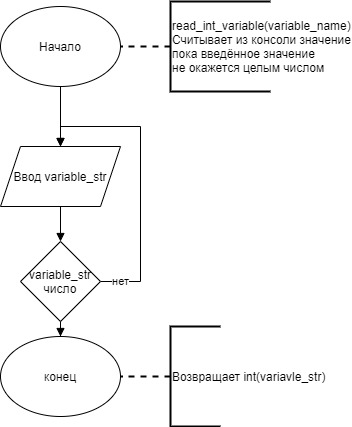 Начало
read_int_variable(variable_name)
Считывает из консоли значение
пока введённое значение
не окажется целым числом
Ввод variable_str
variable_str
число
нет
конец
Возвращает int(variavle_str)